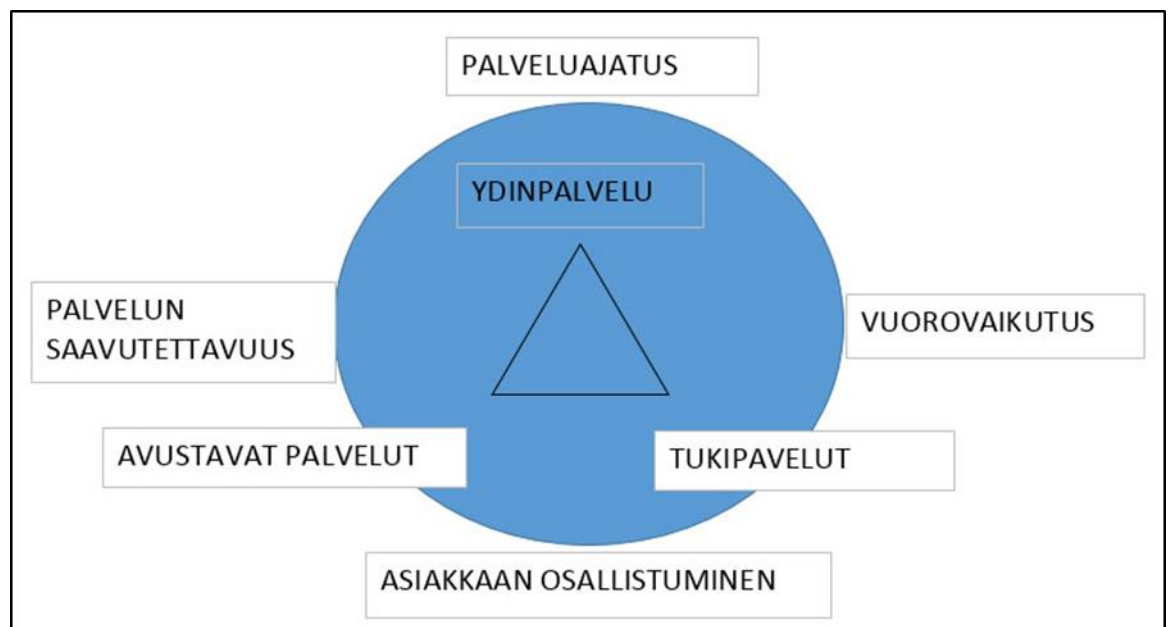 PALVELUAJATUS
YDINPALVELU
PALVELUN
SAAVUTETTAVUUS
VUOROVAIKUTUS
AVUSTAVAT PALVELUT
TUKIPAVELUT
ASIAKKAAN OSALLISTUMINEN